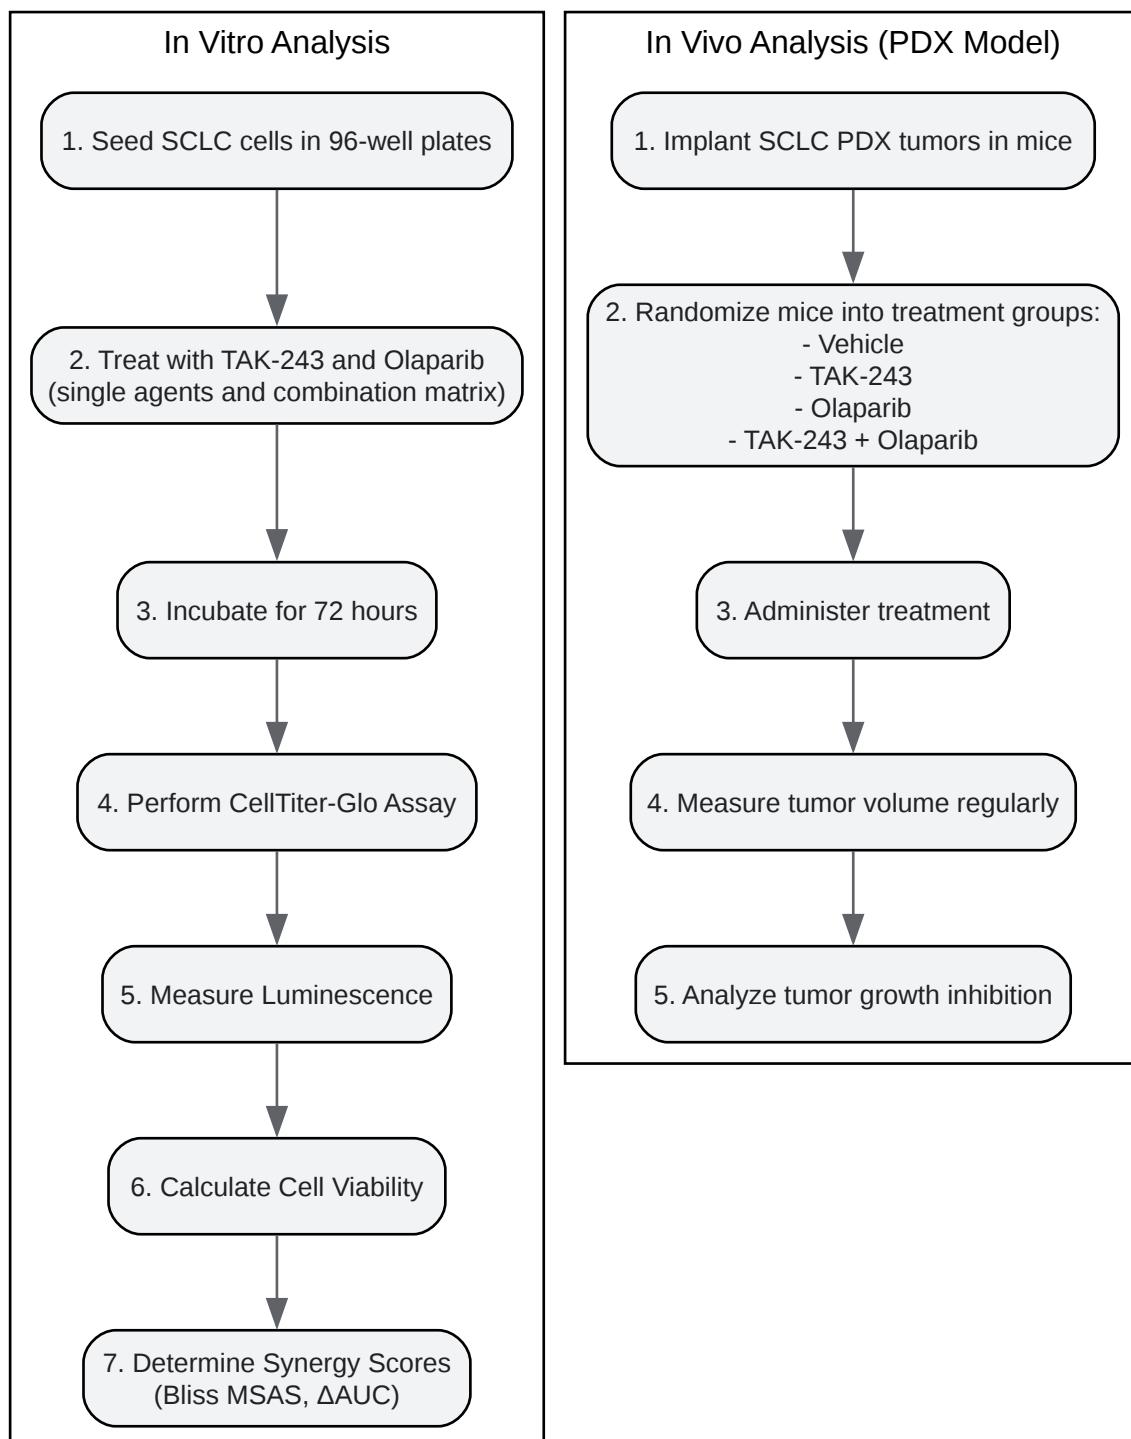 In Vitro Analysis
1. Seed SCLC cells in 96-well plates
2. Treat with TAK-243 and Olaparib
(single agents and combination matrix)
3. Incubate for 72 hours
4. Perform CellTiter-Glo Assay
5. Measure Luminescence
6. Calculate Cell Viability
7. Determine Synergy Scores
(Bliss MSAS, ΔAUC)
In Vivo Analysis (PDX Model)
1. Implant SCLC PDX tumors in mice
2. Randomize mice into treatment groups:
- Vehicle
- TAK-243
- Olaparib
- TAK-243 + Olaparib
3. Administer treatment
4. Measure tumor volume regularly
5. Analyze tumor growth inhibition